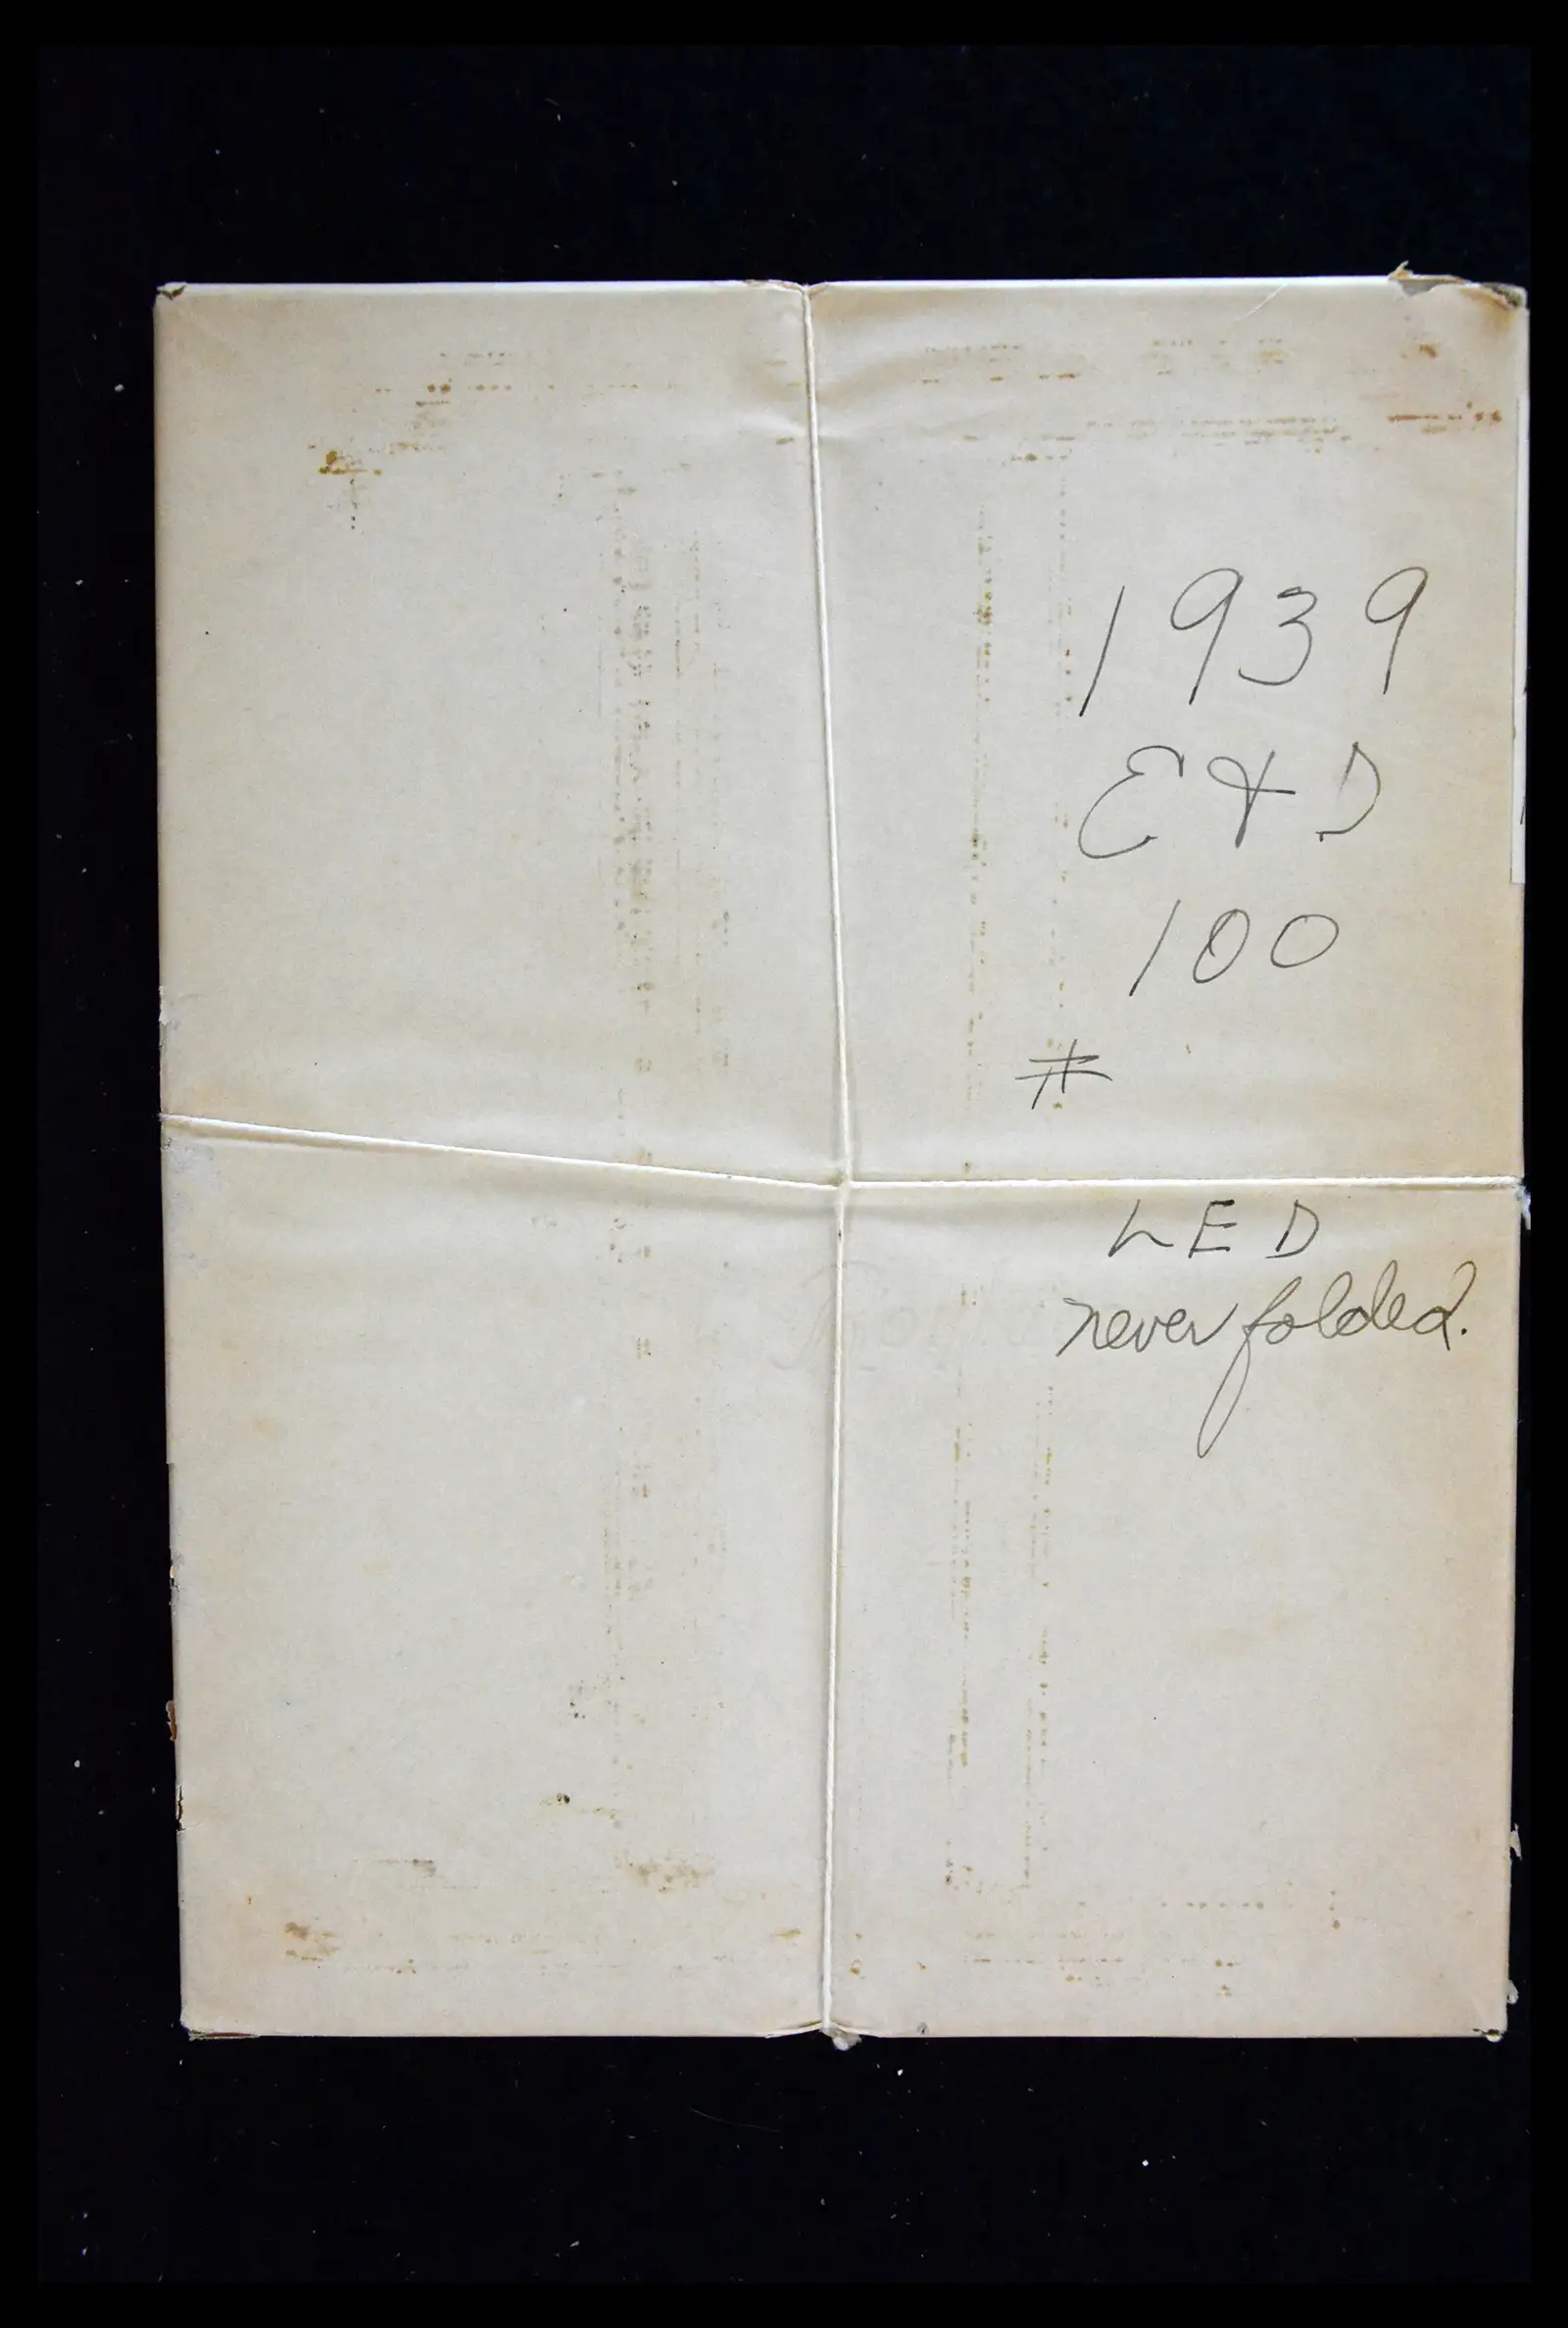 1939
E & D
100
#
LED
never folded.